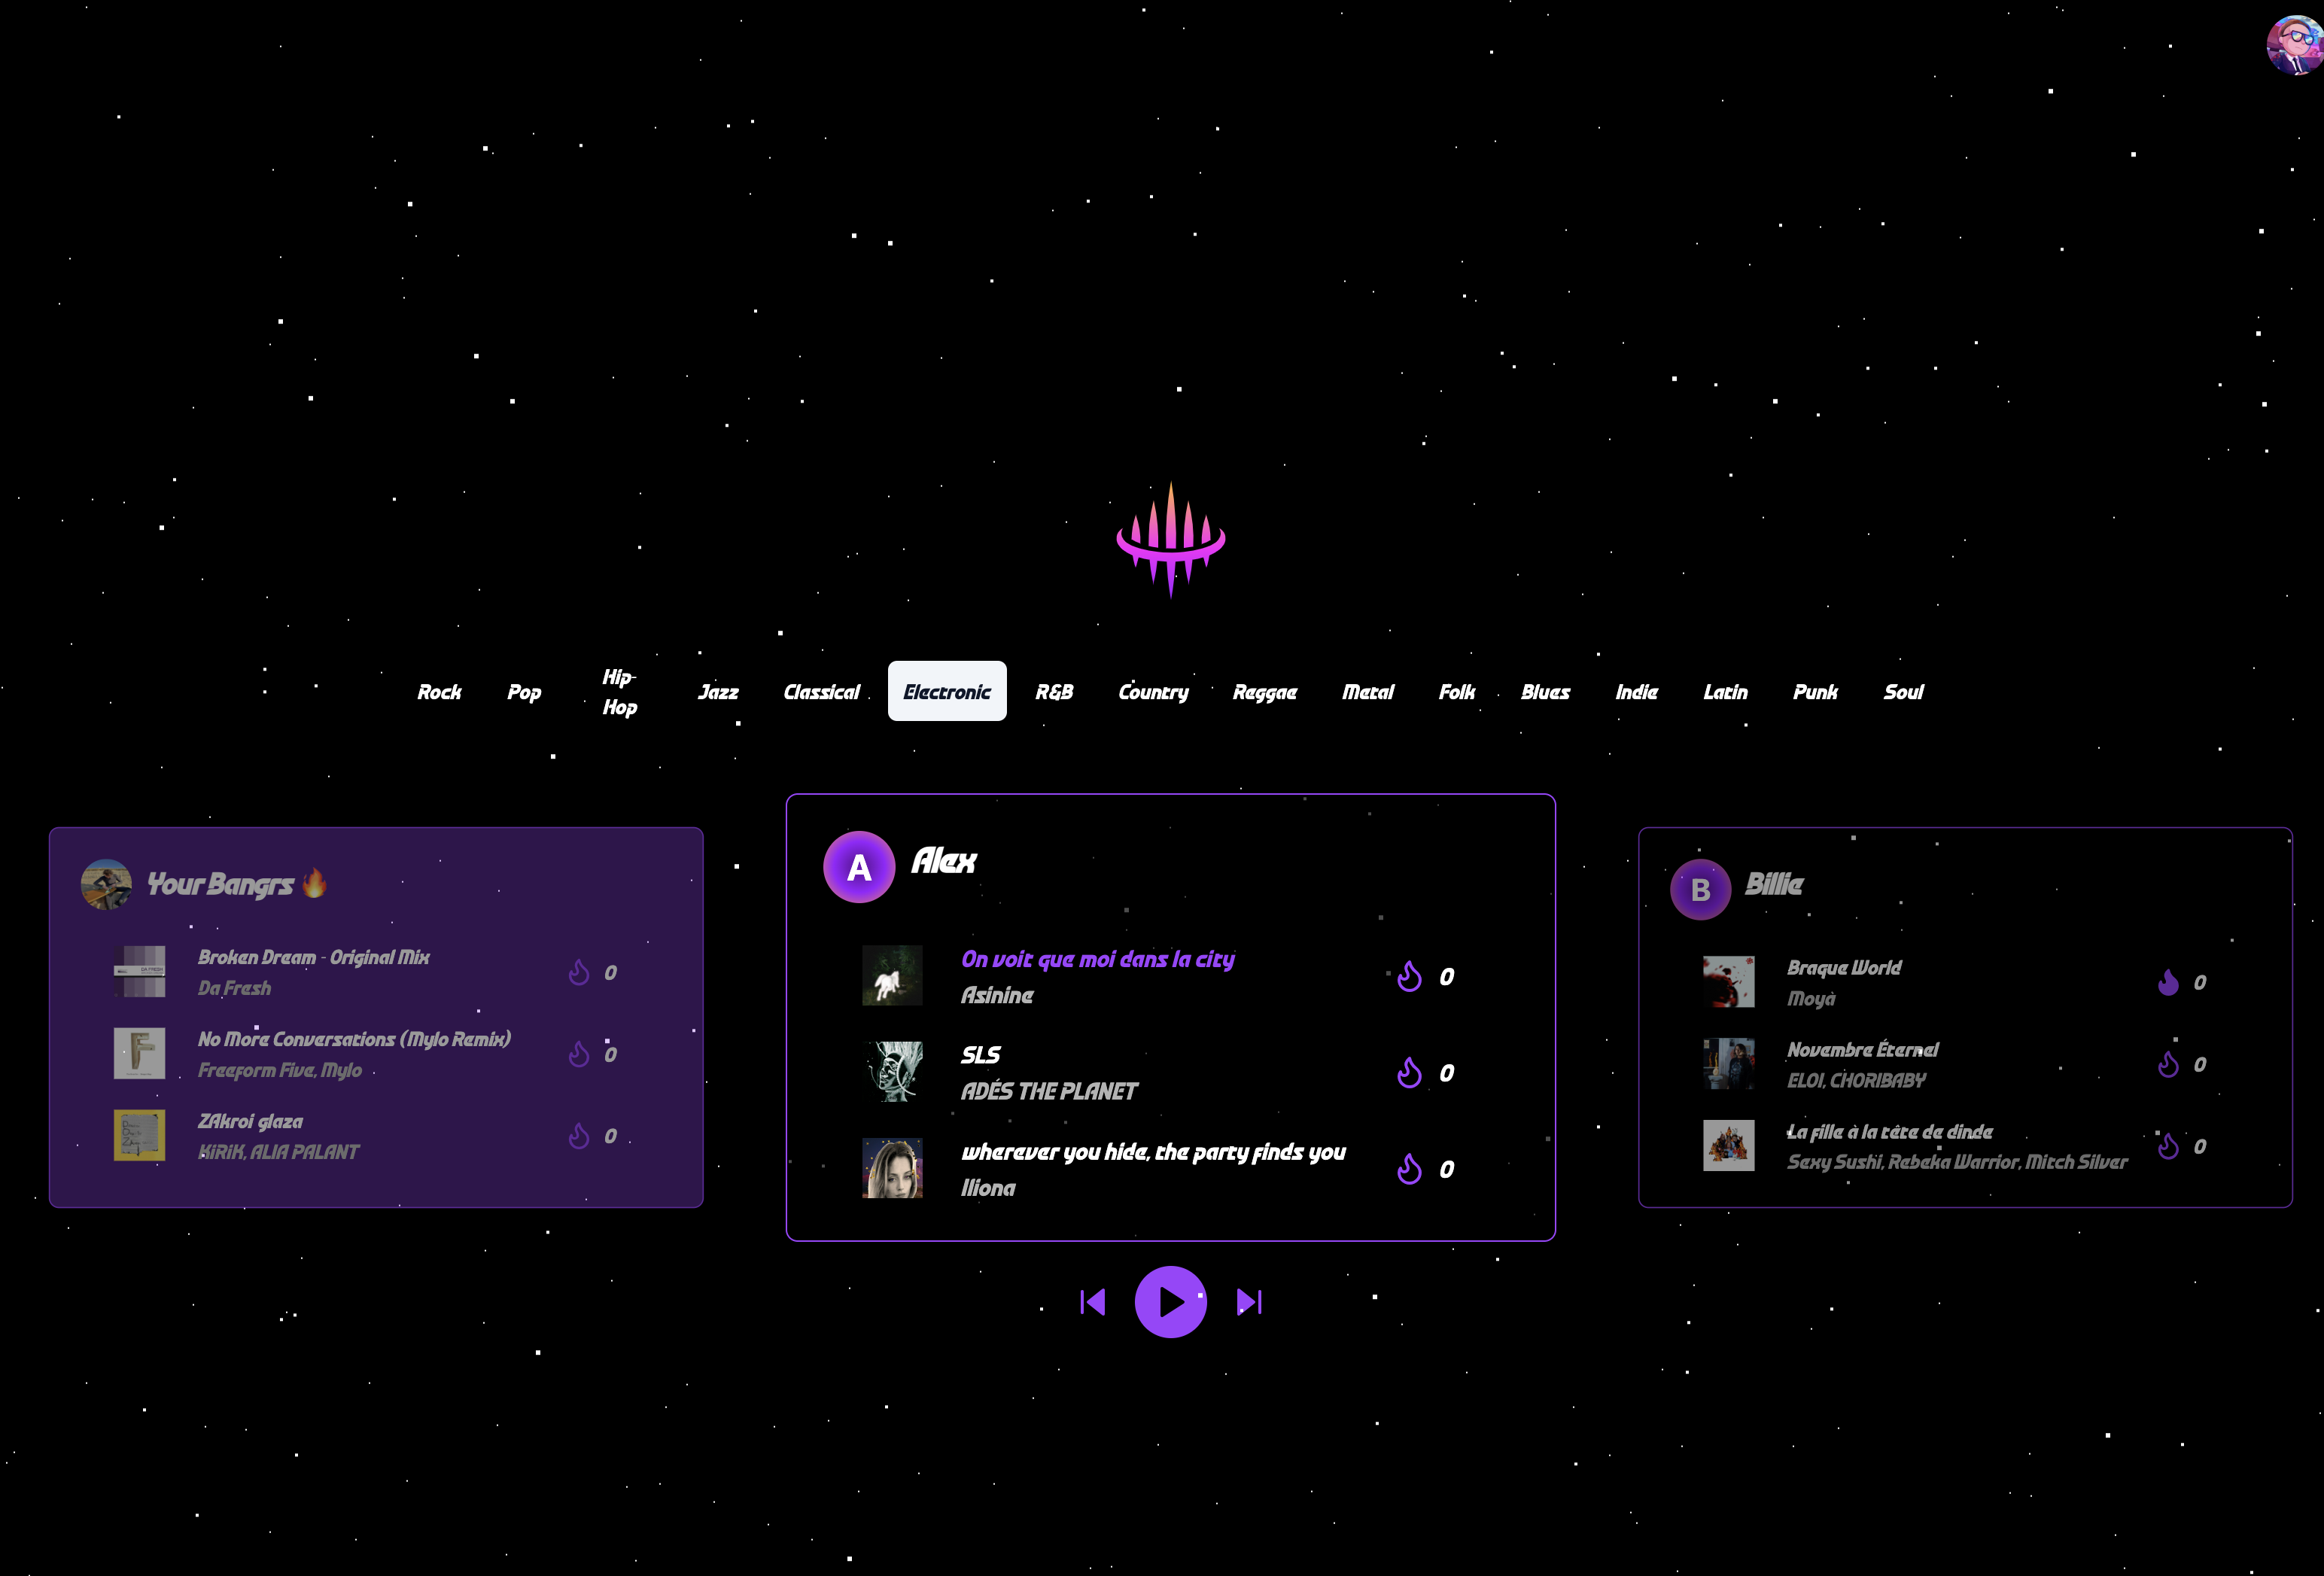 Rock
Pop
Hip-
Hop
Jazz
Classical
Electronic
R&B
Country
Reggae
Metal
Folk
Blues
Indie
Latin
Punk
Soul
Your Bangrs 🔥
Broken Dream - Original Mix
Da Fresh
0
No More Conversations (Mylo Remix)
Freeform Five, Mylo
0
ZAkroi glaza
KiRiK, ALIA PALANT
0
A
Alex
On voit que moi dans la city
Asinine
0
SLS
ADÉS THE PLANET
0
wherever you hide, the party finds you
Iliona
0
B
Billie
Braque World
Moyà
0
Novembre Éternel
ELOI, CHORIBABY
0
La fille à la tête de dinde
Sexy Sushi, Rebeka Warrior, Mitch Silver
0
DA FRESH
F